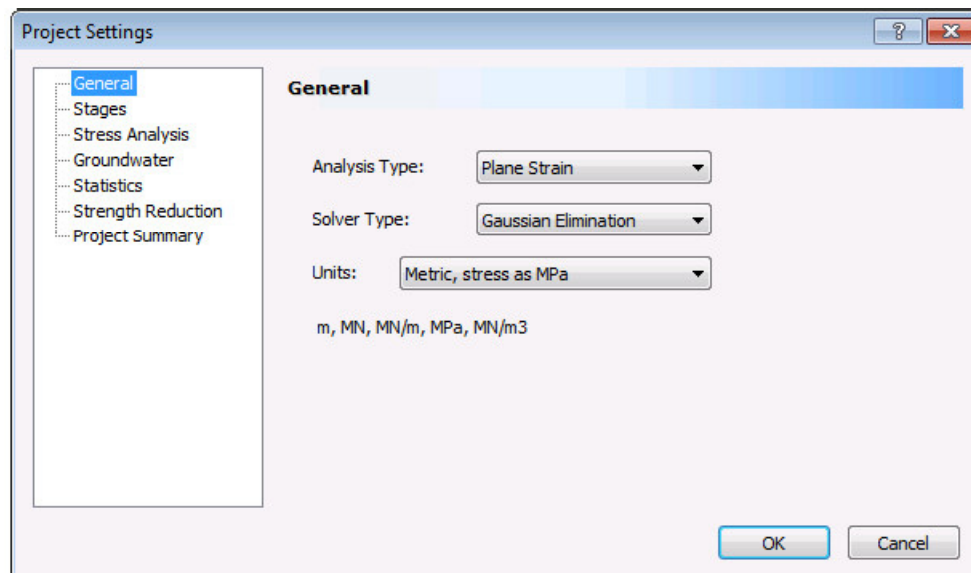 Project Settings
General
Stages
Stress Analysis
Groundwater
Statistics
Strength Reduction
Project Summary
General
Analysis Type: Plane Strain
Solver Type: Gaussian Elimination
Units: Metric, stress as MPa
m, MN, MN/m, MPa, MN/m3
OK Cancel